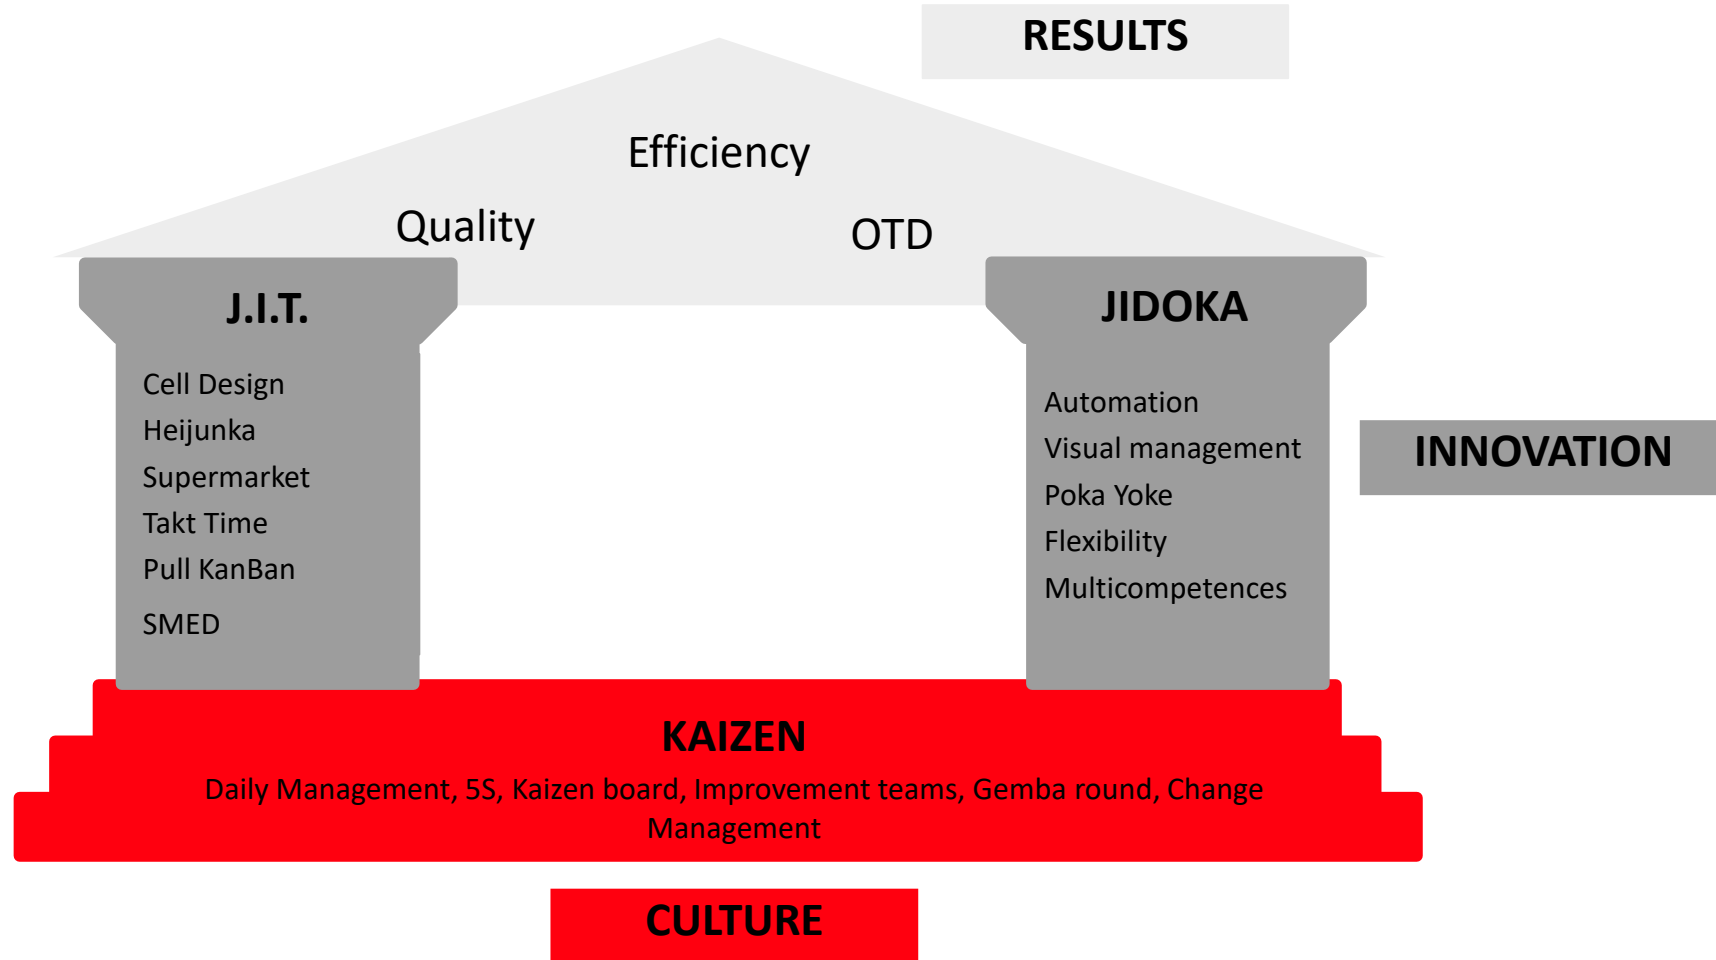 RESULTS
Efficiency
Quality
OTD
J.I.T.
Cell Design
Heijunka
Supermarket
Takt Time
Pull KanBan
SMED
JIDOKA
Automation
Visual management
Poka Yoke
Flexibility
Multicompetences
INNOVATION
KAIZEN
Daily Management, 5S, Kaizen board, Improvement teams, Gemba round, Change
Management
CULTURE